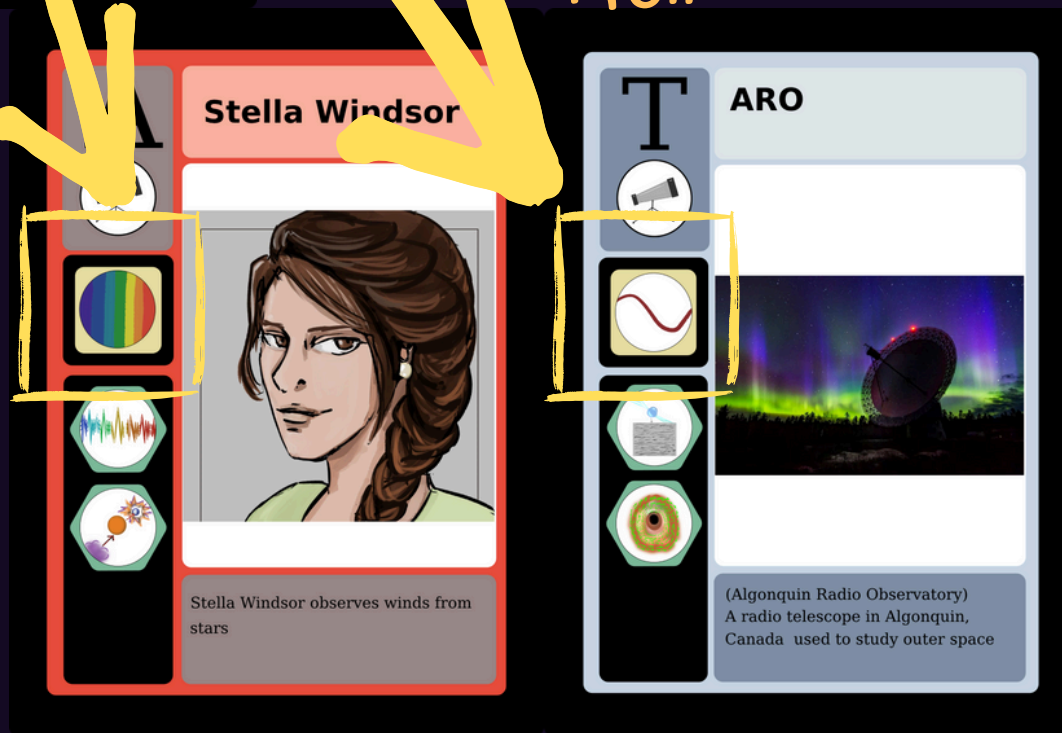 A
Stella Windsor
Stella Windsor observes winds from
stars
T
ARO
(Algonquin Radio Observatory)
A radio telescope in Algonquin,
Canada used to study outer space